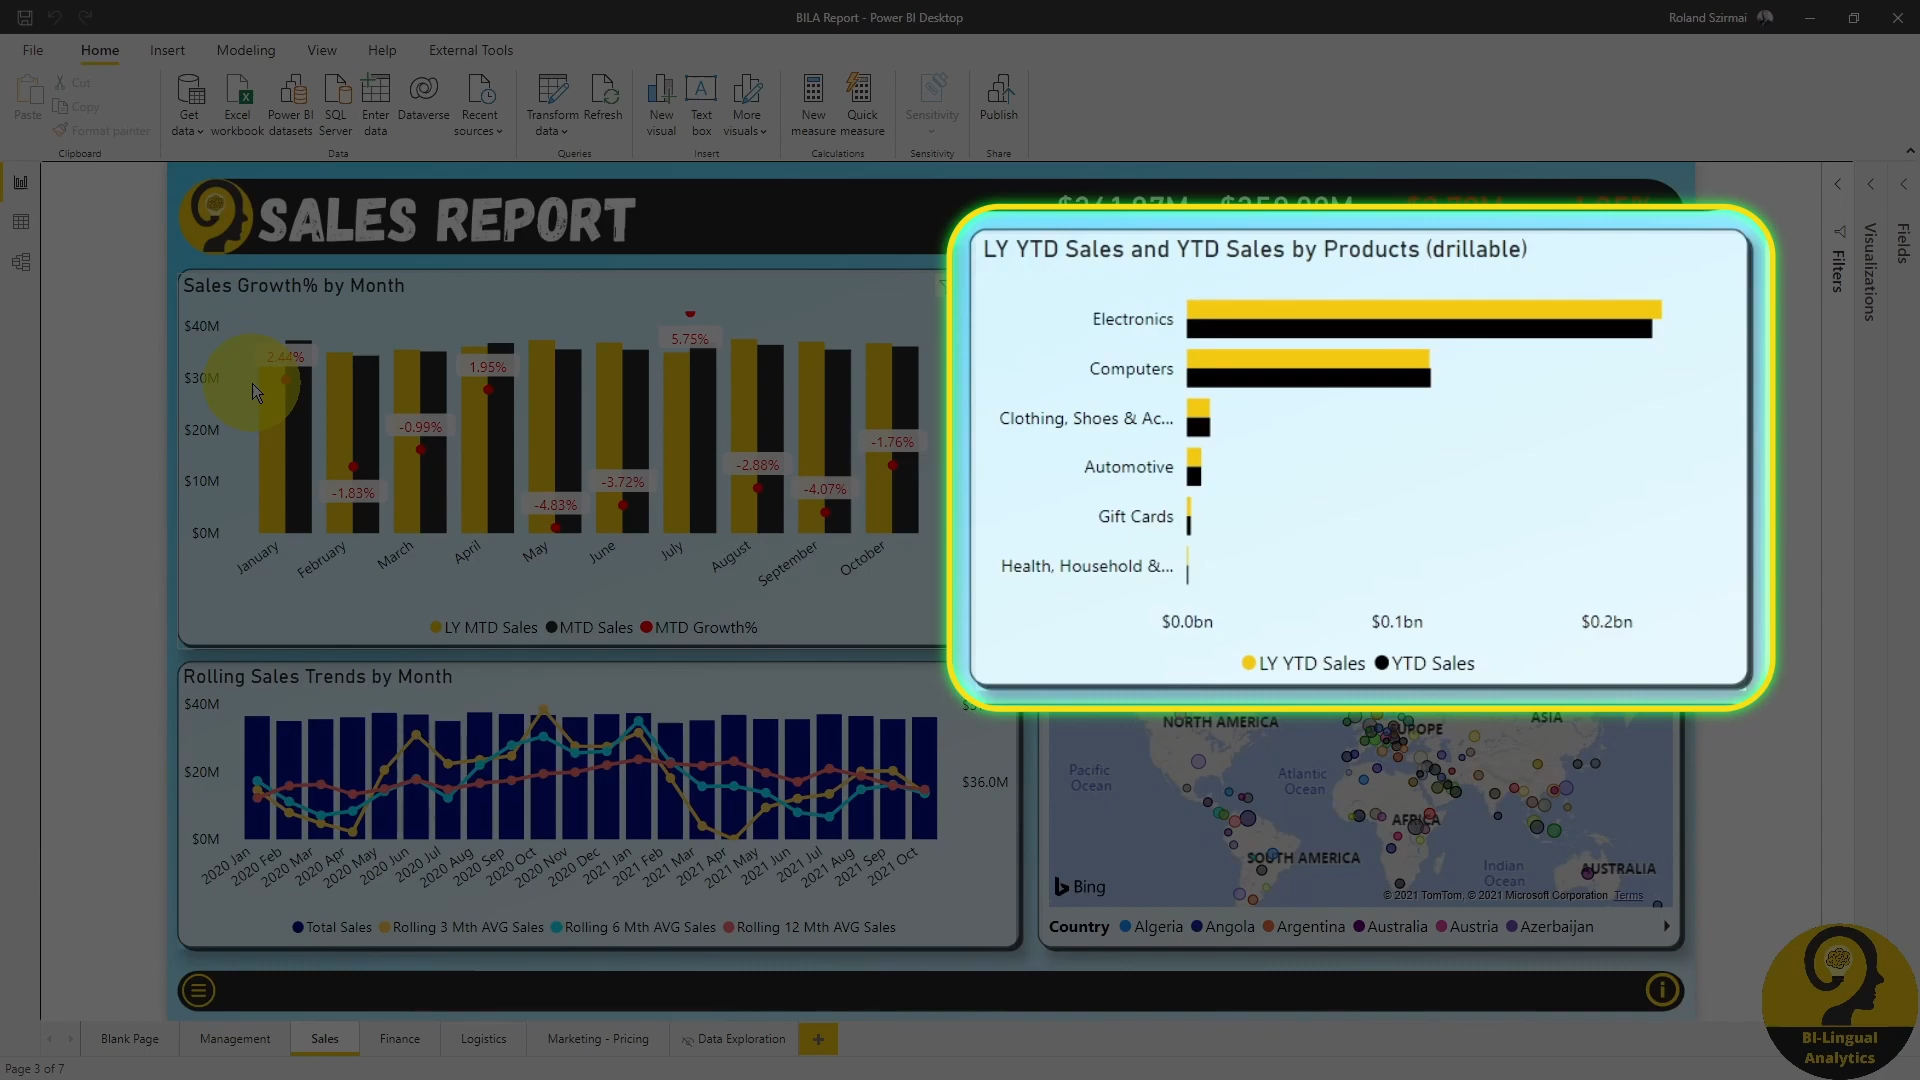 BILA Report - Power BI Desktop
Roland Szirmai
File Home Insert Modeling View Help External Tools
Paste
Cut
Copy
Format painter
Clipboard
Get data
Excel workbook
Power BI datasets
SQL Server
Enter data
Dataverse
Recent sources
Data
Transform data
Refresh
Queries
New visual
Text box
More visuals
Insert
New measure
Quick measure
Calculations
Sensitivity
Sensitivity
Publish
Share
SALES REPORT
Sales Growth% by Month
$40M
$30M
$20M
$10M
$0M
2.44%
-1.83%
-0.99%
1.95%
-4.83%
-3.72%
5.75%
-2.88%
-4.07%
-1.76%
January February March April May June July August September October
LY MTD Sales MTD Sales MTD Growth%
LY YTD Sales and YTD Sales by Products (drillable)
Electronics
Computers
Clothing, Shoes & Ac...
Automotive
Gift Cards
Health, Household &...
$0.0bn $0.1bn $0.2bn
LY YTD Sales YTD Sales
Rolling Sales Trends by Month
$40M
$20M
$0M
$36.0M
2020 Jan 2020 Feb 2020 Mar 2020 Apr 2020 May 2020 Jun 2020 Jul 2020 Aug 2020 Sep 2020 Oct 2020 Nov 2020 Dec 2021 Jan 2021 Feb 2021 Mar 2021 Apr 2021 May 2021 Jun 2021 Jul 2021 Aug 2021 Sep 2021 Oct
Total Sales Rolling 3 Mth AVG Sales Rolling 6 Mth AVG Sales Rolling 12 Mth AVG Sales
NORTH AMERICA
EUROPE
ASIA
Pacific Ocean
Atlantic Ocean
AFRICA
SOUTH AMERICA
Indian Ocean
AUSTRALIA
Bing
© 2021 TomTom, © 2021 Microsoft Corporation Terms
Country Algeria Angola Argentina Australia Austria Azerbaijan
Filters
Visualizations
Fields
Blank Page Management Sales Finance Logistics Marketing - Pricing Data Exploration +
Page 3 of 7
BI-Lingual
Analytics